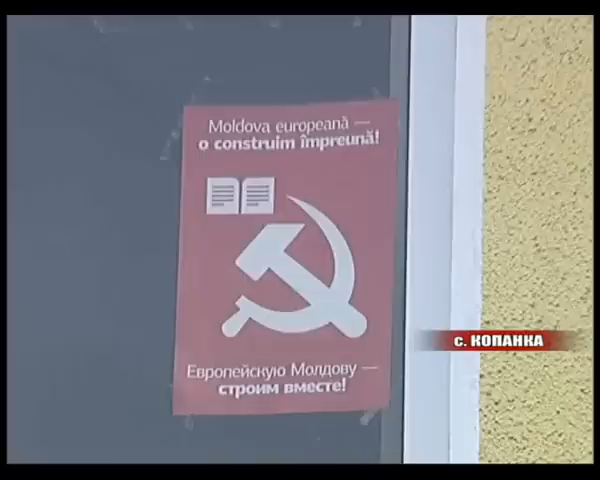 Moldova europeană —
o construim împreună!
Европейскую Молдову —
строим вместе!
с. КОПАНКА